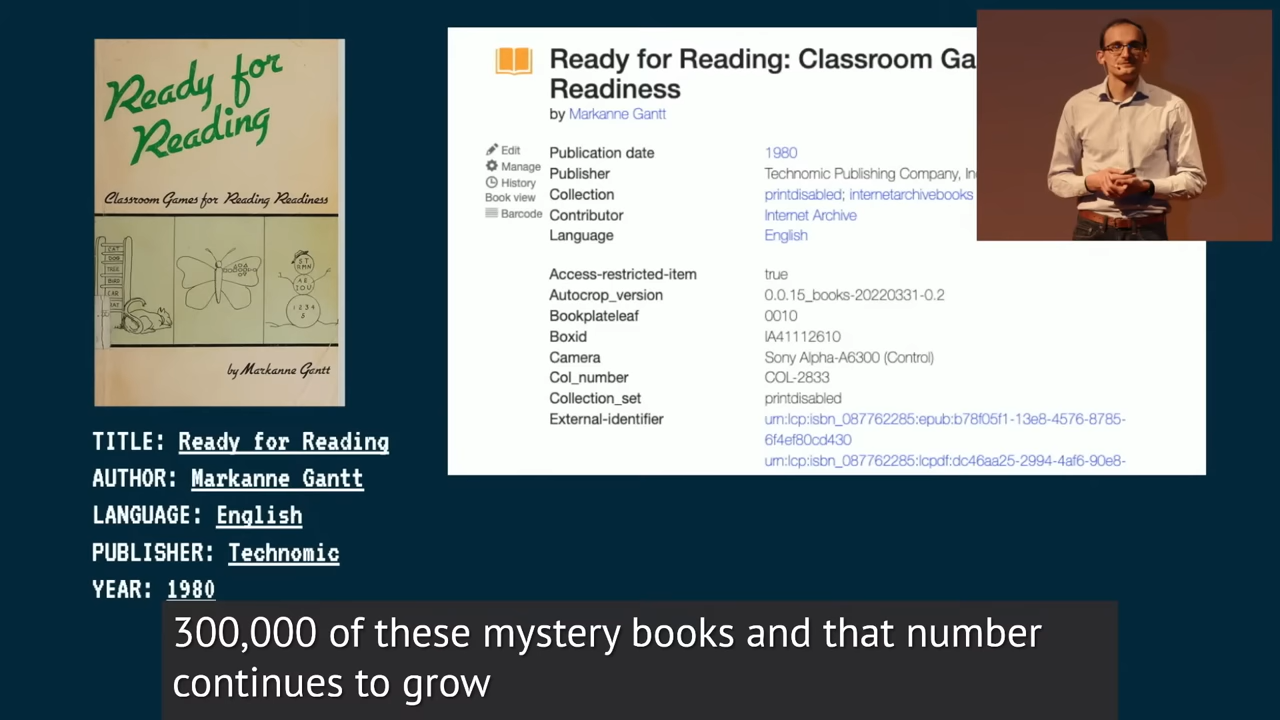 Ready for
Reading
Classroom Games for Reading Readiness
CAT
DOG
TREE
BIRD
CAR
by Markanne Gantt
TITLE: Ready for Reading
AUTHOR: Markanne Gantt
LANGUAGE: English
PUBLISHER: Technomic
YEAR: 1980
Ready for Reading: Classroom Ga
Readiness
by Markanne Gantt
Edit
Manage
History
Book view
Barcode
Publication date 1980
Publisher Technomic Publishing Company, In
Collection printdisabled; internetarchivebooks
Contributor Internet Archive
Language English
Access-restricted-item true
Autocrop_version 0.0.15_books-20220331-0.2
Bookplateleaf 0010
Boxid IA41112610
Camera Sony Alpha-A6300 (Control)
Col_number COL-2833
Collection_set printdisabled
External-identifier urn:lcp:isbn_087762285:epub:b78f05f1-13e8-4576-8785-
6f4ef80cd430
urn:lcp:isbn_087762285:lcpdf:dc46aa25-2994-4af6-90e8-
300,000 of these mystery books and that number
continues to grow